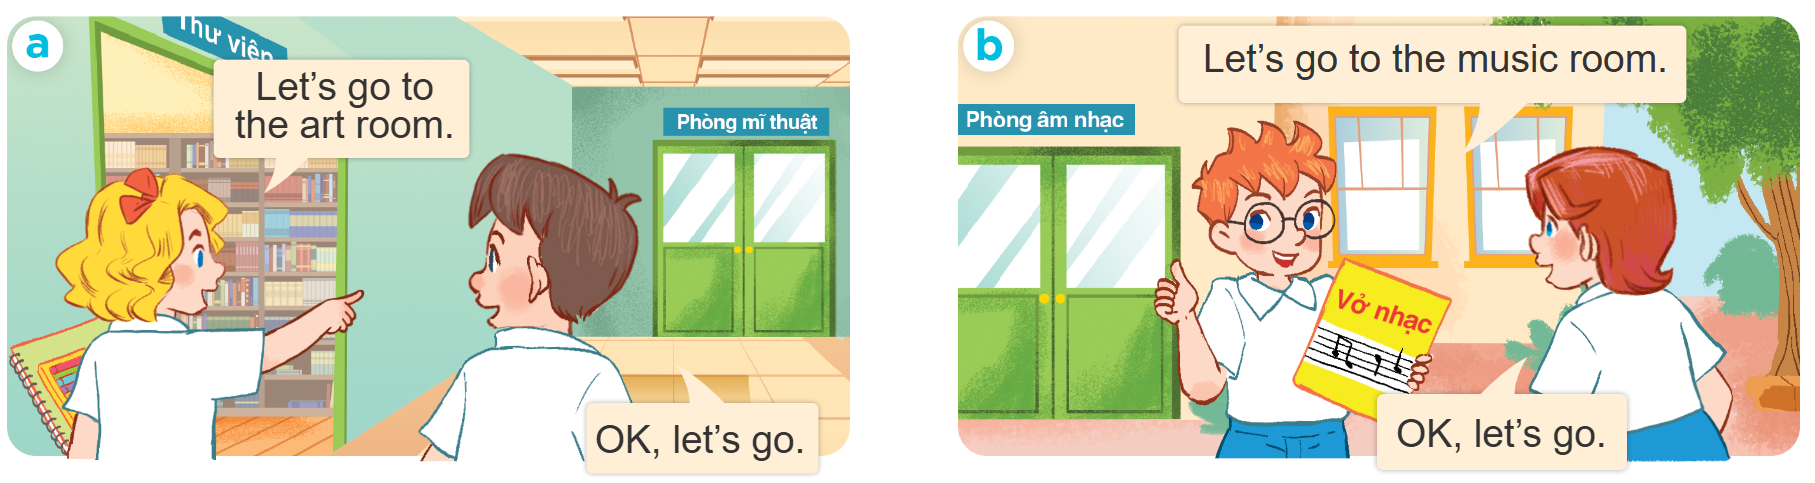 a
Thư viện
Let's go to
the art room.
Phòng mĩ thuật
OK, let's go.
b
Let's go to the music room.
Phòng âm nhạc
Vở nhạc
OK, let's go.